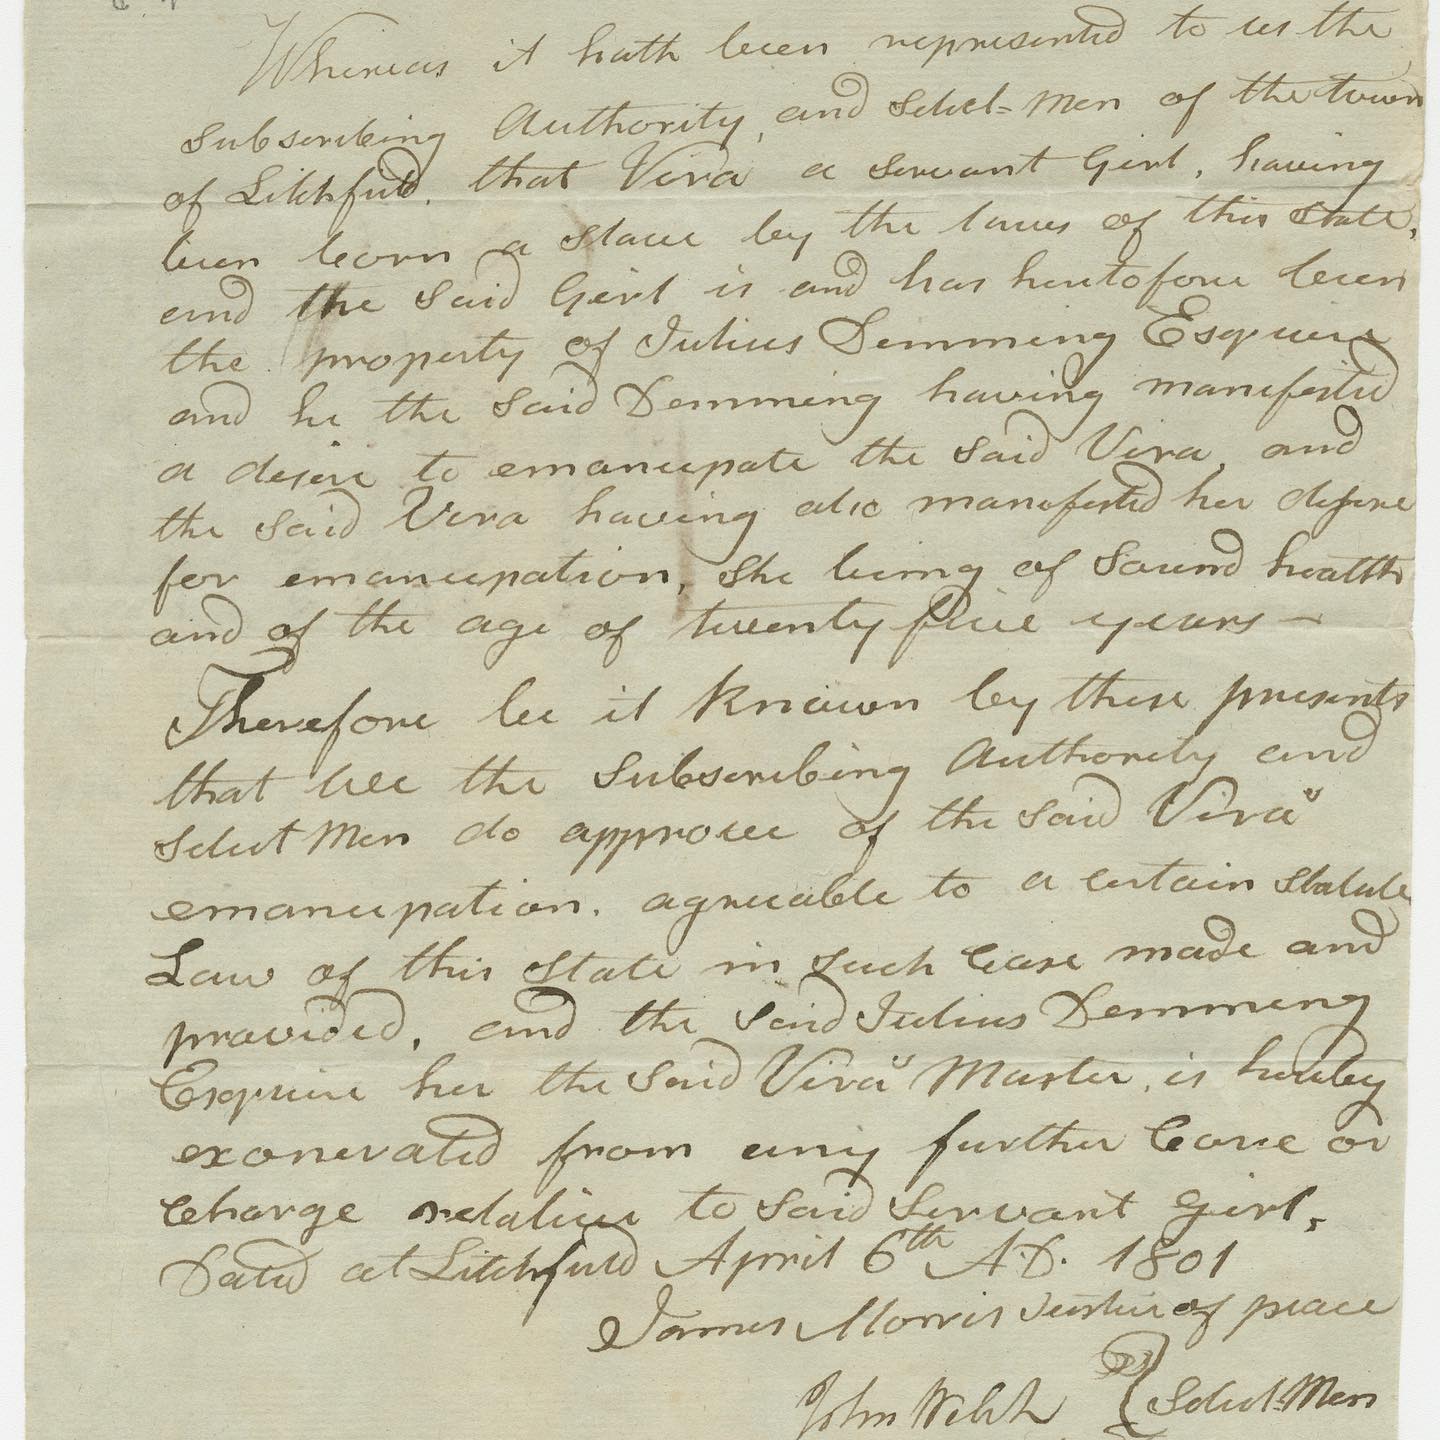 Whereas it hath been represented to us the
Subscribing Authority, and Select=Men of the town
of Litchfield, that Vira a Servant Girl, having
been born a Slave by the laws of this State,
and the Said Girl is and has heretofore been
the property of Julius Demming Esquire
and he the Said Demming having manifested
a desire to emancipate the Said Vira, and
the Said Vira having also manifested her desire
for emancipation, She being of Sound health
and of the age of twenty five years —
Therefore be it Known by these presents
that We the Subscribing Authority and
Select Men do approve of the Said Vira"s
emancipation. agreeable to a certain Statute
Law of this State in Such Case made and
provided, and the Said Julius Demming
Esquire her the Said Vira"s Master, is hereby
exonerated from any further Care or
Charge relative to Said Servant Girl,
Dated at Litchfield April 6th A.D. 1801
James Morris Justice of peace
John Welch } Select=Men